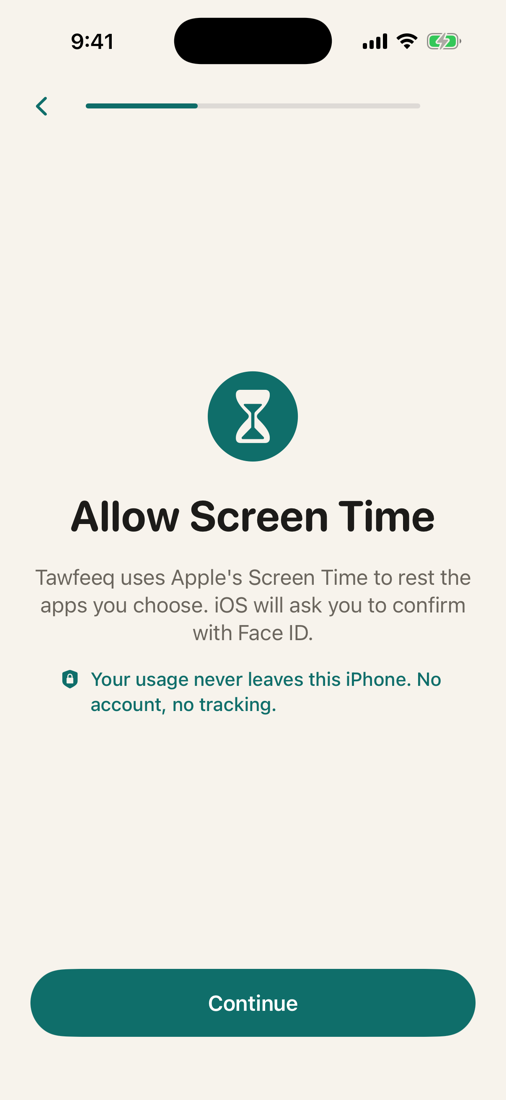 9:41
Allow Screen Time
Tawfeeq uses Apple's Screen Time to rest the
apps you choose. iOS will ask you to confirm
with Face ID.
Your usage never leaves this iPhone. No
account, no tracking.
Continue